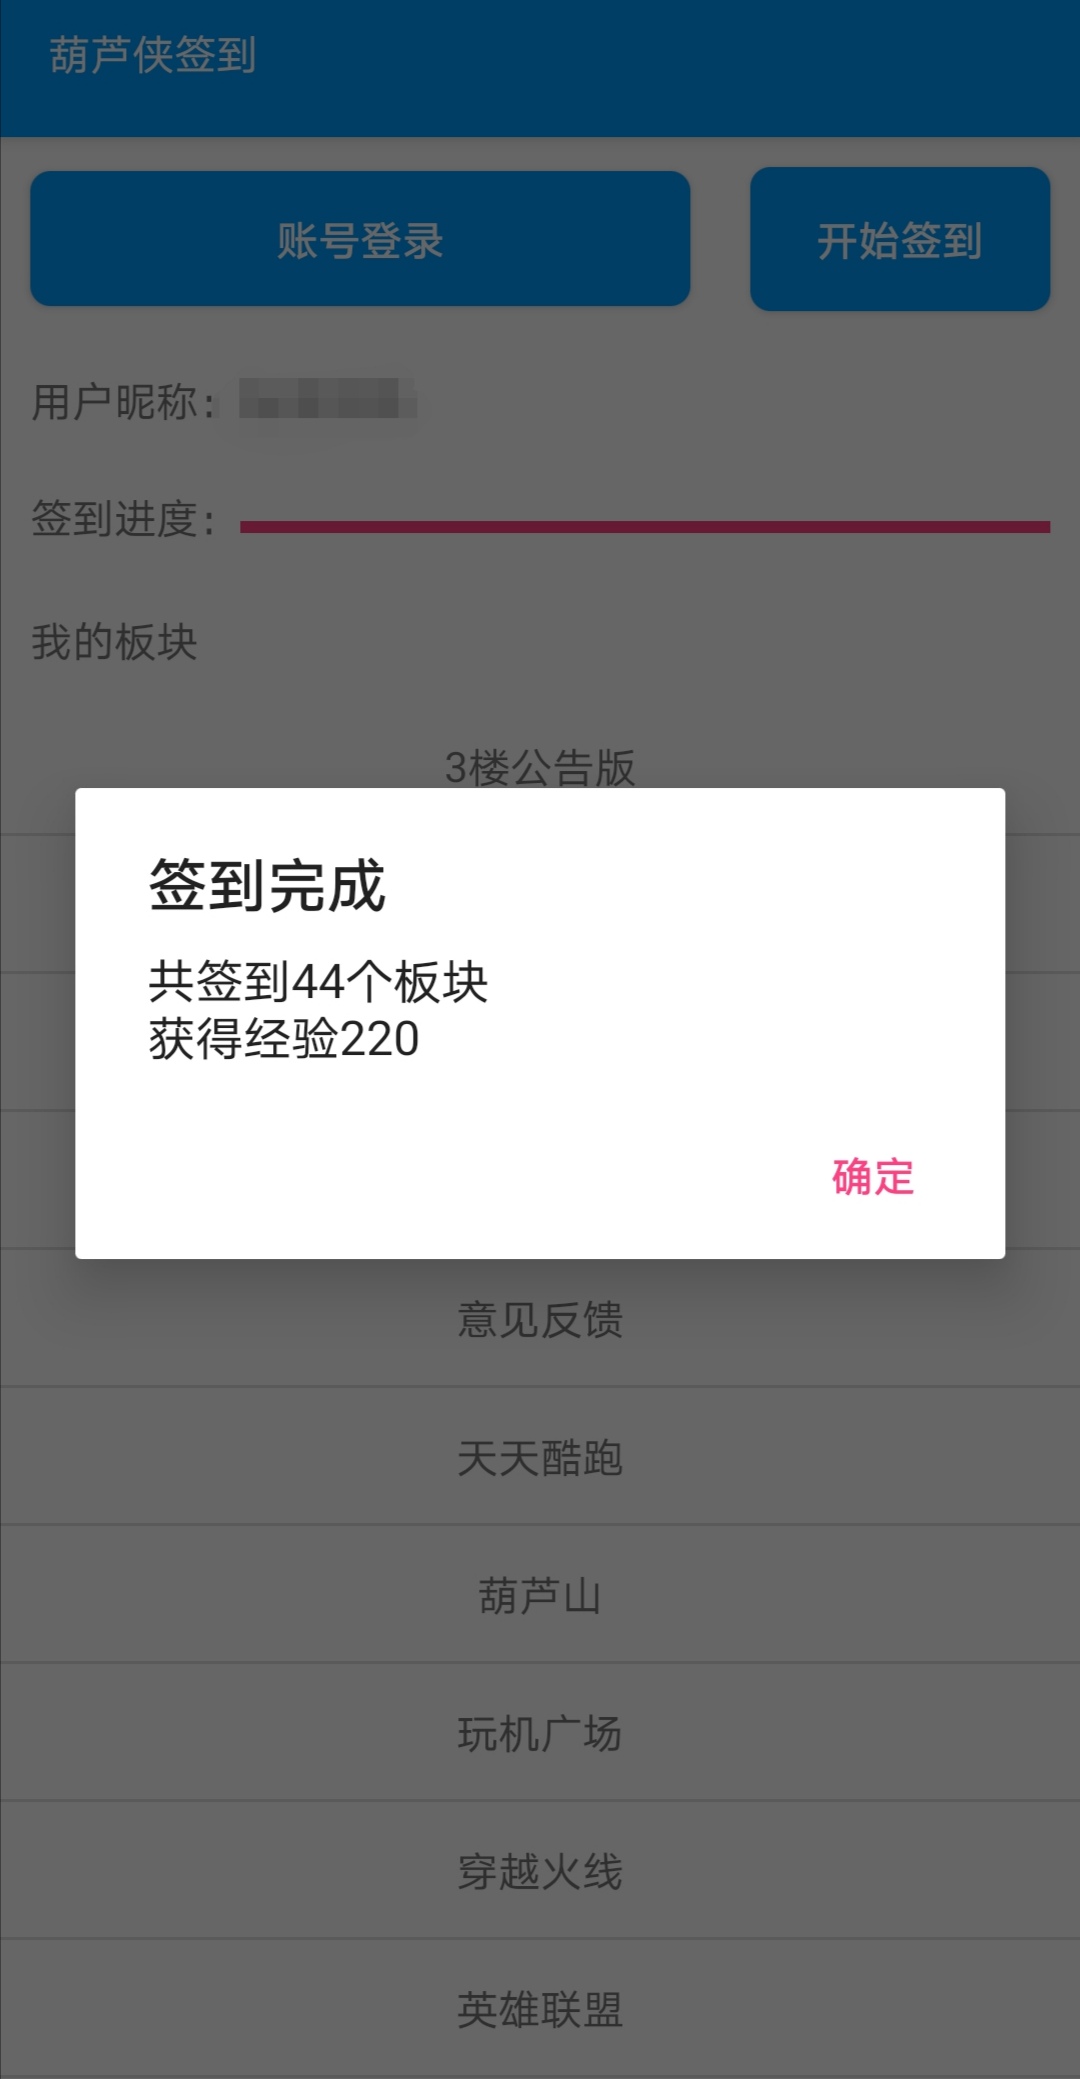 葫芦侠签到
账号登录
开始签到
用户昵称:
签到进度:
我的板块
3楼公告版
签到完成
共签到44个板块
获得经验220
确定
意见反馈
天天酷跑
葫芦山
玩机广场
穿越火线
英雄联盟